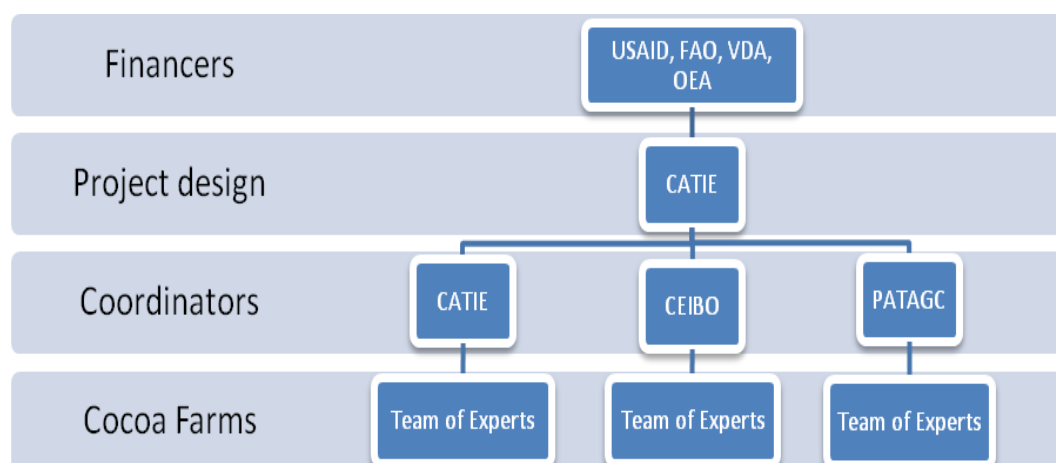 Financers
USAID, FAO, VDA,
OEA
Project design
CATIE
Coordinators
CATIE
CEIBO
PATAGC
Cocoa Farms
Team of Experts
Team of Experts
Team of Experts